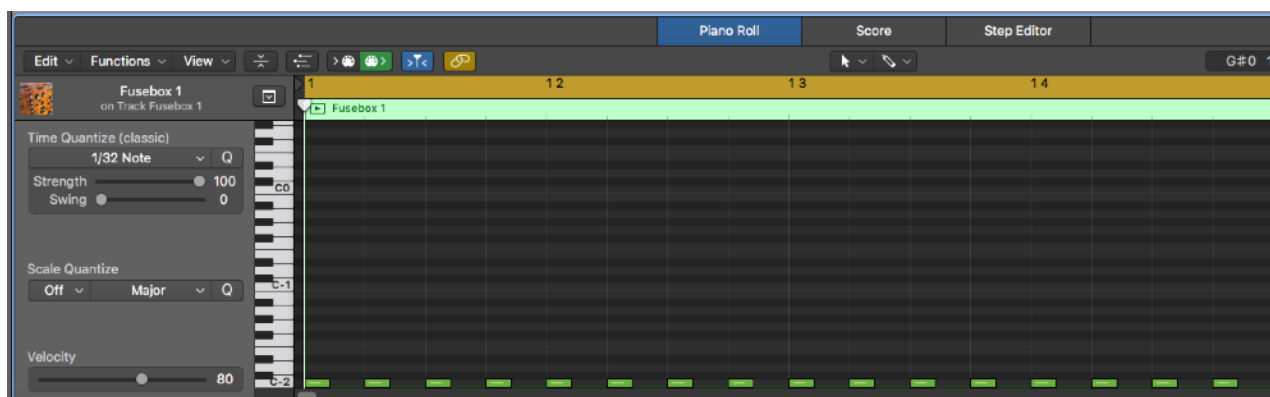 Piano Roll Score Step Editor
Edit Functions View G#0
Fusebox 1
on Track Fusebox 1
1 1 2 1 3 1 4
Fusebox 1
Time Quantize (classic)
1/32 Note Q
Strength 100
Swing 0
C0
Scale Quantize
Off Major Q
C-1
Velocity
80
C-2